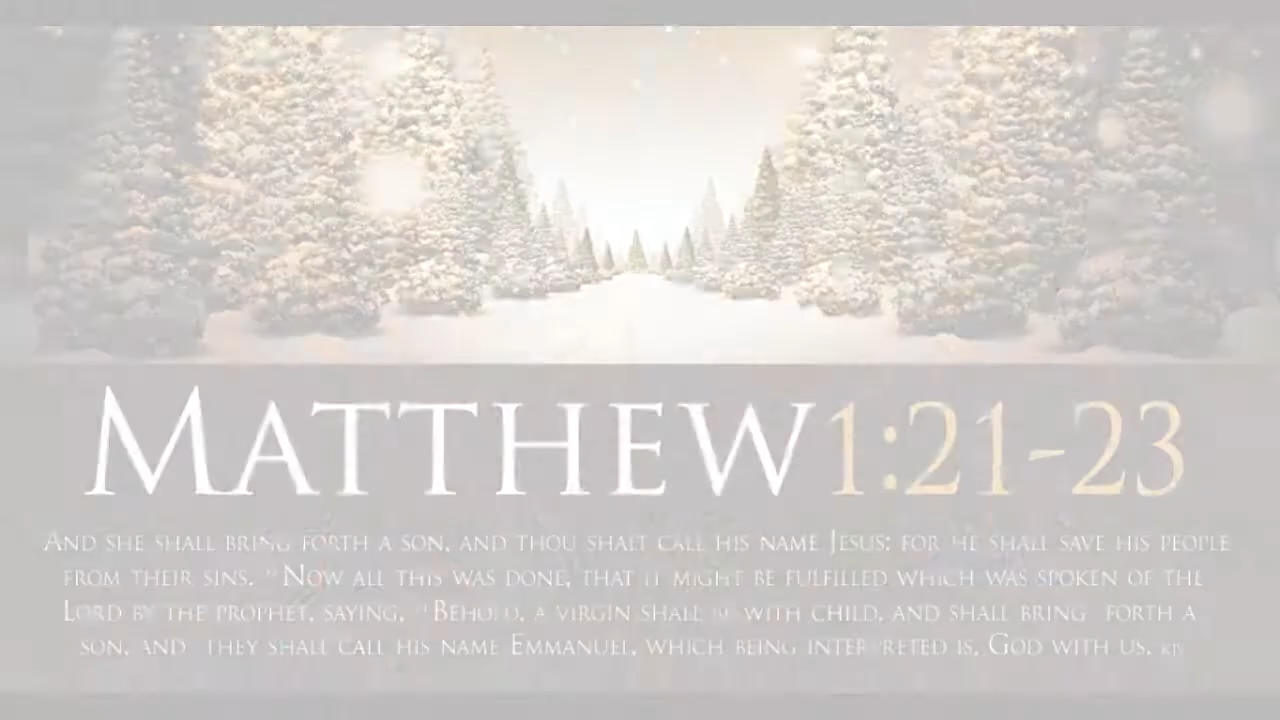 MATTHEW 1:21-23
AND SHE SHALL BRING FORTH A SON, AND THOU SHALT CALL HIS NAME JESUS: FOR HE SHALL SAVE HIS PEOPLE
FROM THEIR SINS. NOW ALL THIS WAS DONE, THAT IT MIGHT BE FULFILLED WHICH WAS SPOKEN OF THE
LORD BY THE PROPHET, SAYING, BEHOLD, A VIRGIN SHALL BE WITH CHILD, AND SHALL BRING FORTH A
SON, AND THEY SHALL CALL HIS NAME EMMANUEL, WHICH BEING INTERPRETED IS, GOD WITH US. KJV